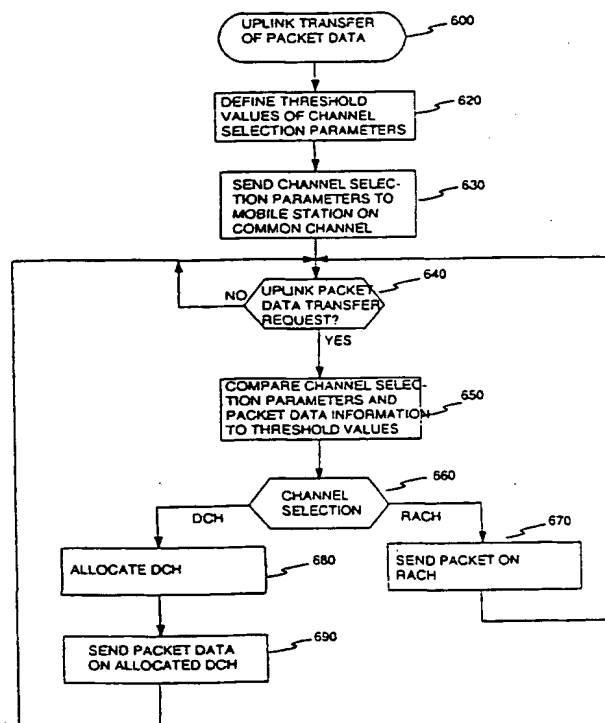 UPLINK TRANSFER
OF PACKET DATA
600
DEFINE THRESHOLD
VALUES OF CHANNEL
SELECTION PARAMETERS
620
SEND CHANNEL SELEC-
TION PARAMETERS TO
MOBILE STATION ON
COMMON CHANNEL
630
640
UPLINK PACKET
DATA TRANSFER
REQUEST?
NO
YES
COMPARE CHANNEL SELEC-
TION PARAMETERS AND
PACKET DATA INFORMATION
TO THRESHOLD VALUES
650
660
CHANNEL
SELECTION
DCH
RACH
670
ALLOCATE DCH
680
SEND PACKET ON
RACH
SEND PACKET DATA
ON ALLOCATED DCH
690